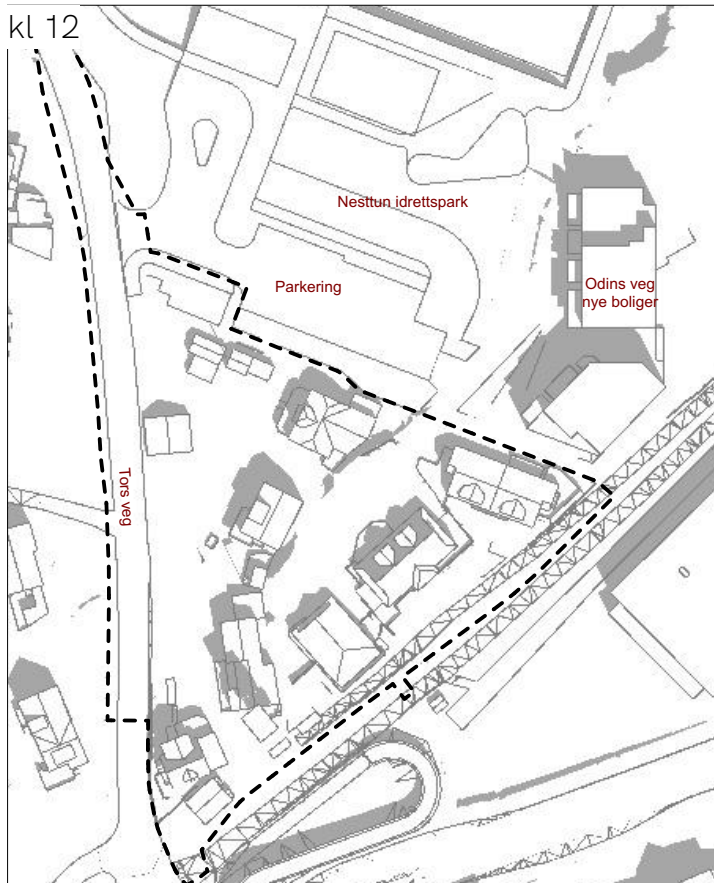 kl 12
Nesttun idrettspark
Parkering
Odins veg
nye boliger
Tors veg